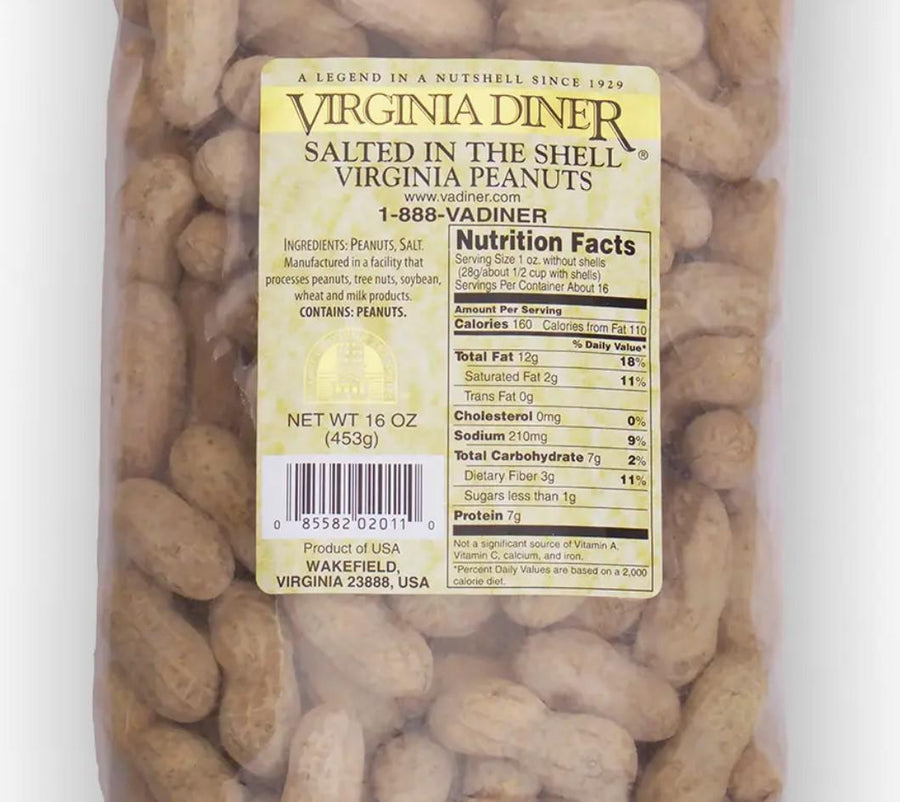 A LEGEND IN A NUTSHELL SINCE 1929
VIRGINIA DINER
SALTED IN THE SHELL ®
VIRGINIA PEANUTS
www.vadiner.com
1-888-VADINER
INGREDIENTS: PEANUTS, SALT.
Manufactured in a facility that
processes peanuts, tree nuts, soybean,
wheat and milk products.
CONTAINS: PEANUTS.
NET WT 16 OZ
(453g)
0 85582 02011 0
Product of USA
WAKEFIELD,
VIRGINIA 23888, USA
Nutrition Facts
Serving Size 1 oz. without shells
(28g/about 1/2 cup with shells)
Servings Per Container About 16
Amount Per Serving
Calories 160 Calories from Fat 110
% Daily Value*
Total Fat 12g 18%
Saturated Fat 2g 11%
Trans Fat 0g
Cholesterol 0mg 0%
Sodium 210mg 9%
Total Carbohydrate 7g 2%
Dietary Fiber 3g 11%
Sugars less than 1g
Protein 7g
Not a significant source of Vitamin A,
Vitamin C, calcium, and iron.
*Percent Daily Values are based on a 2,000
calorie diet.